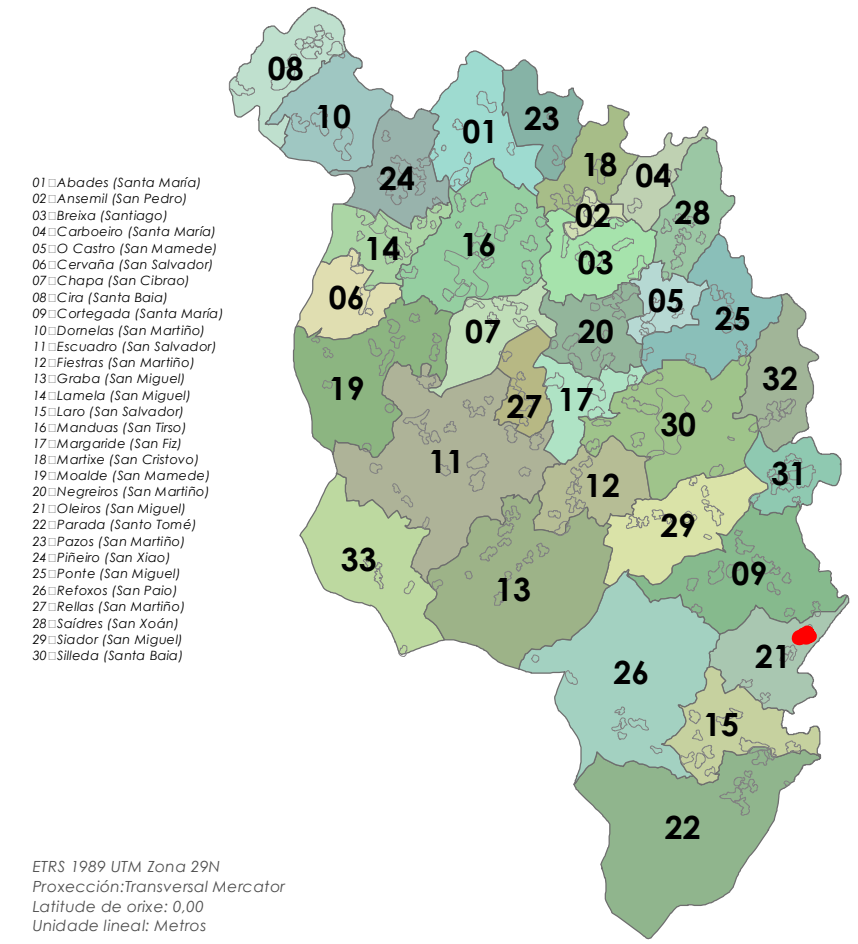 08
10
01
23
24
18
04
02
28
14
16
03
06
05
25
07
20
32
19
27
17
30
11
12
31
29
33
13
09
21
26
15
22
01□Abades (Santa María)
02□Ansemil (San Pedro)
03□Breixa (Santiago)
04□Carboeiro (Santa María)
05□O Castro (San Mamede)
06□Cervaña (San Salvador)
07□Chapa (San Cibrao)
08□Cira (Santa Baia)
09□Cortegada (Santa María)
10□Dornelas (San Martiño)
11□Escuadro (San Salvador)
12□Fiestras (San Martiño)
13□Graba (San Miguel)
14□Lamela (San Miguel)
15□Laro (San Salvador)
16□Manduas (San Tirso)
17□Margaride (San Fiz)
18□Martixe (San Cristovo)
19□Moalde (San Mamede)
20□Negreiros (San Martiño)
21□Oleiros (San Miguel)
22□Parada (Santo Tomé)
23□Pazos (San Martiño)
24□Piñeiro (San Xiao)
25□Ponte (San Miguel)
26□Refoxos (San Paio)
27□Rellas (San Martiño)
28□Saídres (San Xoán)
29□Siador (San Miguel)
30□Silleda (Santa Baia)
ETRS 1989 UTM Zona 29N
Proxección:Transversal Mercator
Latitude de orixe: 0,00
Unidade lineal: Metros